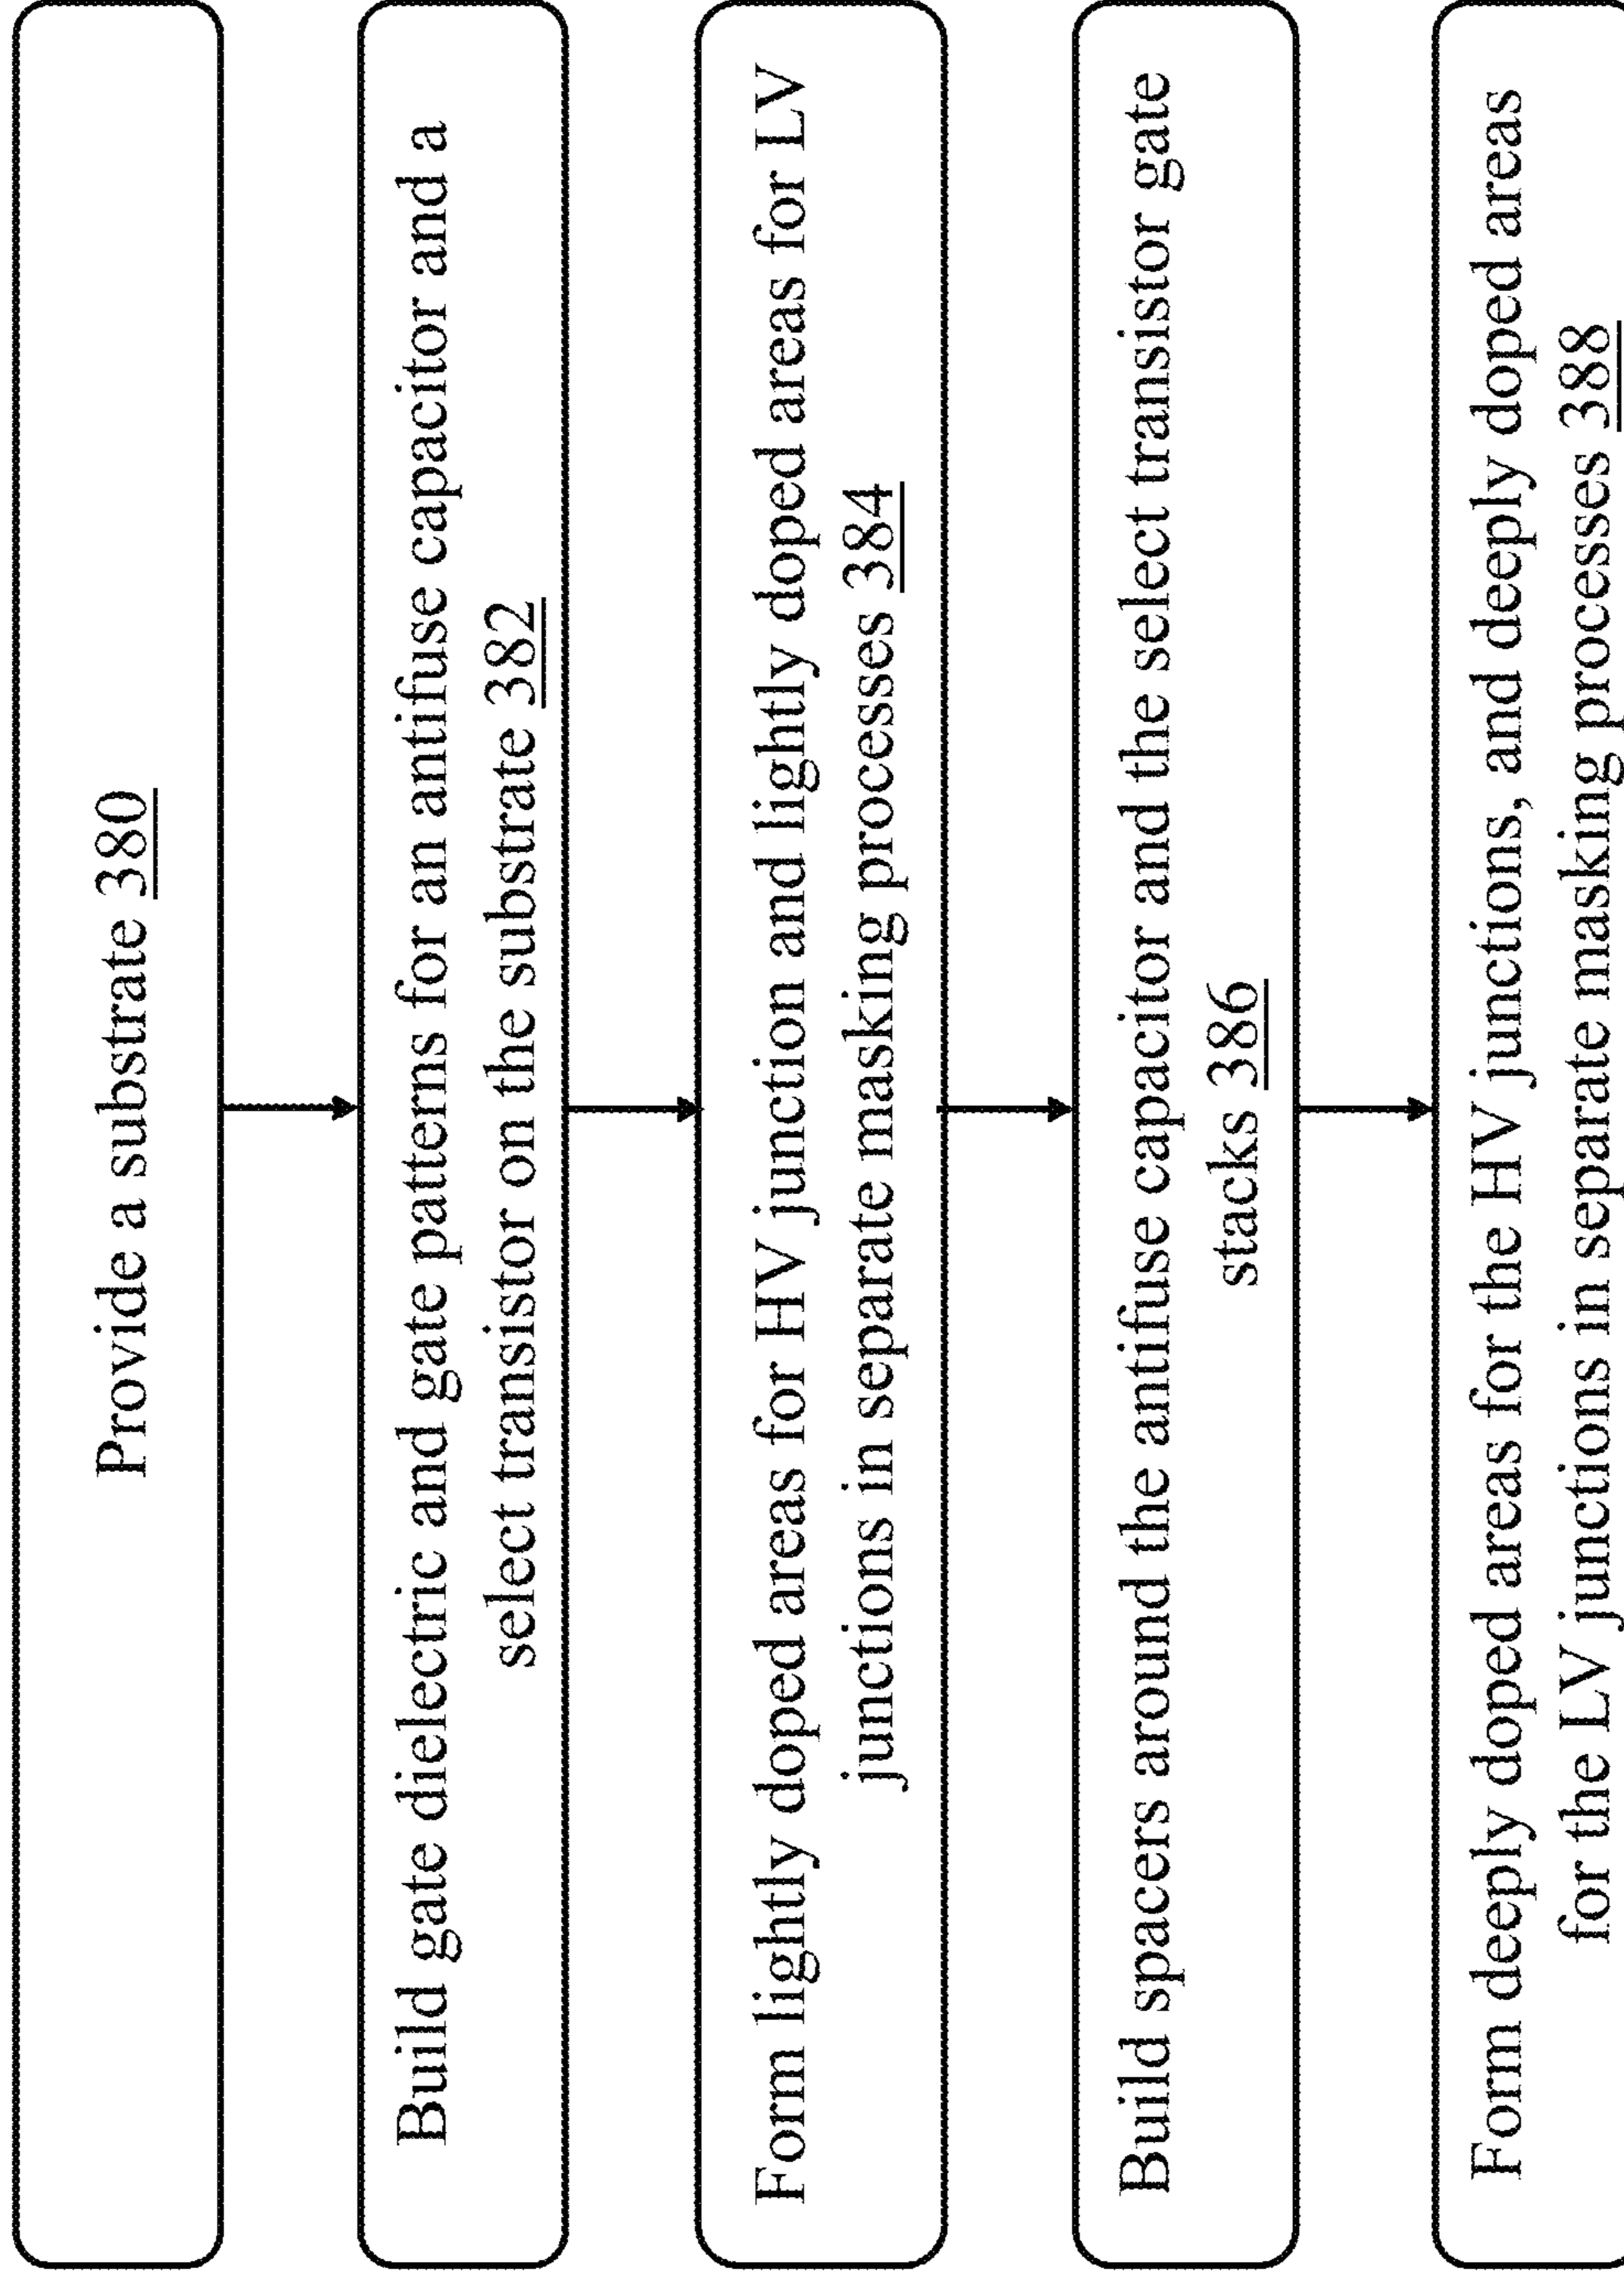 Provide a substrate 380
Build gate dielectric and gate patterns for an antifuse capacitor and a
select transistor on the substrate 382
Form lightly doped areas for HV junction and lightly doped areas for LV
junctions in separate masking processes 384
Build spacers around the antifuse capacitor and the select transistor gate
stacks 386
Form deeply doped areas for the HV junctions, and deeply doped areas
for the LV junctions in separate masking processes 388